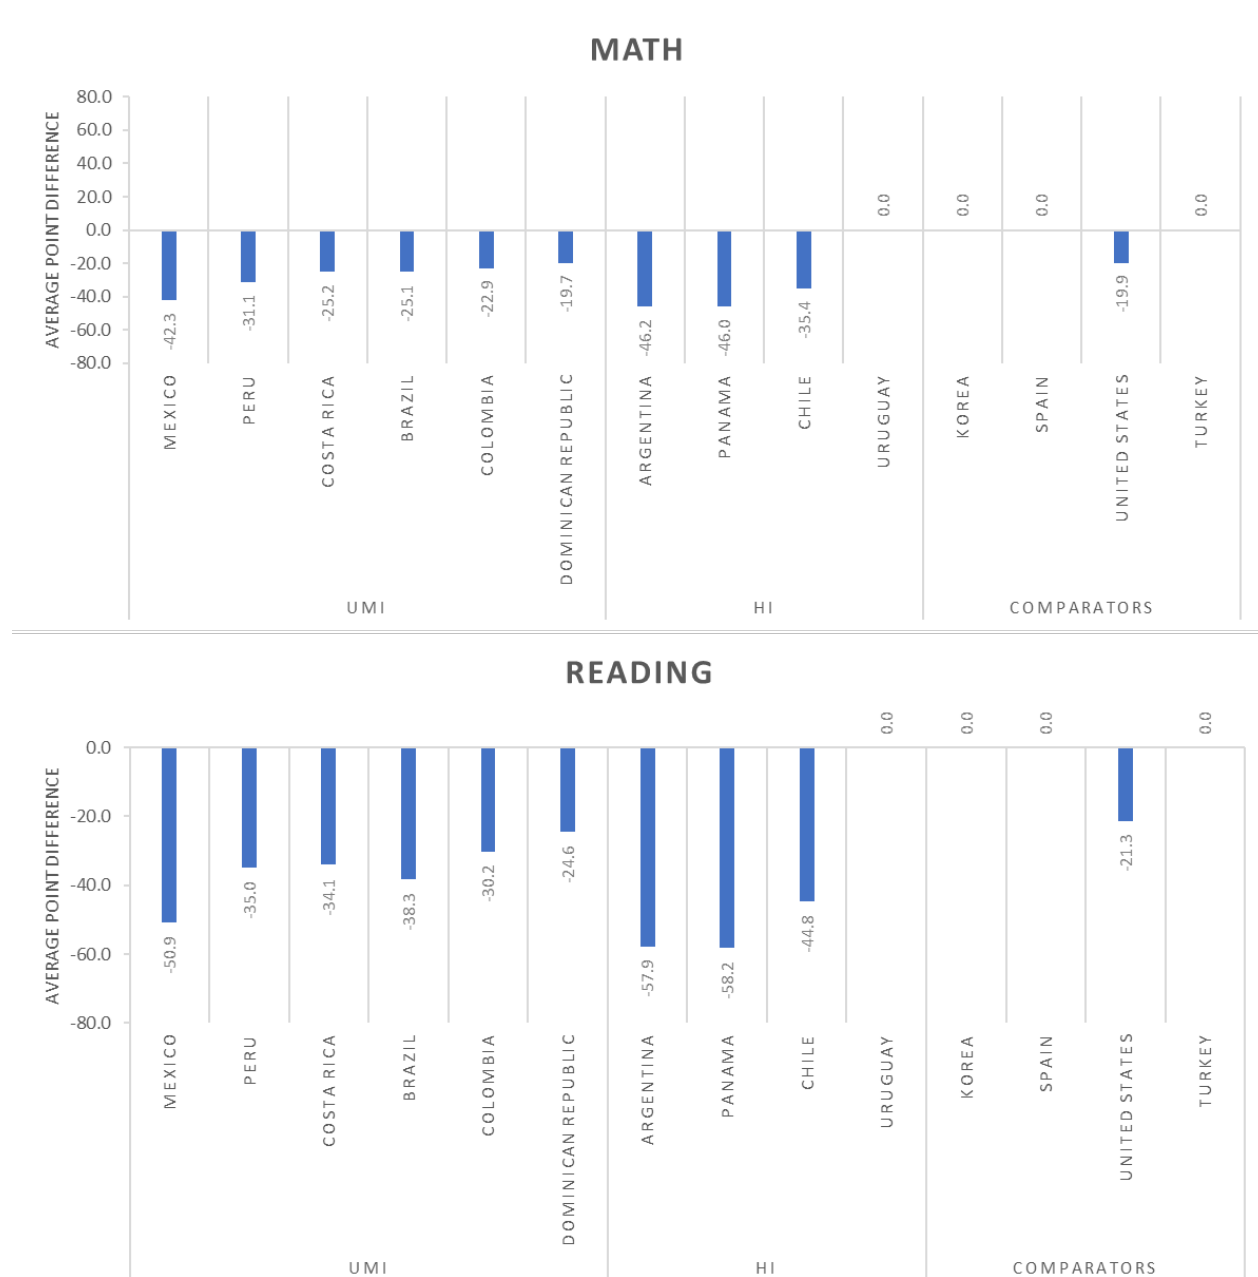 MATH
AVERAGE POINT DIFFERENCE
80.0
60.0
40.0
20.0
0.0
-20.0
-40.0
-60.0
-80.0
-42.3
-31.1
-25.2
-25.1
-22.9
-19.7
-46.2
-46.0
-35.4
0.0
0.0
0.0
-19.9
0.0
MEXICO
PERU
COSTA RICA
BRAZIL
COLOMBIA
DOMINICAN REPUBLIC
ARGENTINA
PANAMA
CHILE
URUGUAY
KOREA
SPAIN
UNITED STATES
TURKEY
UMI
HI
COMPARATORS
READING
AVERAGE POINT DIFFERENCE
0.0
-20.0
-40.0
-60.0
-80.0
-50.9
-35.0
-34.1
-38.3
-30.2
-24.6
-57.9
-58.2
-44.8
0.0
0.0
0.0
-21.3
0.0
MEXICO
PERU
COSTA RICA
BRAZIL
COLOMBIA
DOMINICAN REPUBLIC
ARGENTINA
PANAMA
CHILE
URUGUAY
KOREA
SPAIN
UNITED STATES
TURKEY
UMI
HI
COMPARATORS